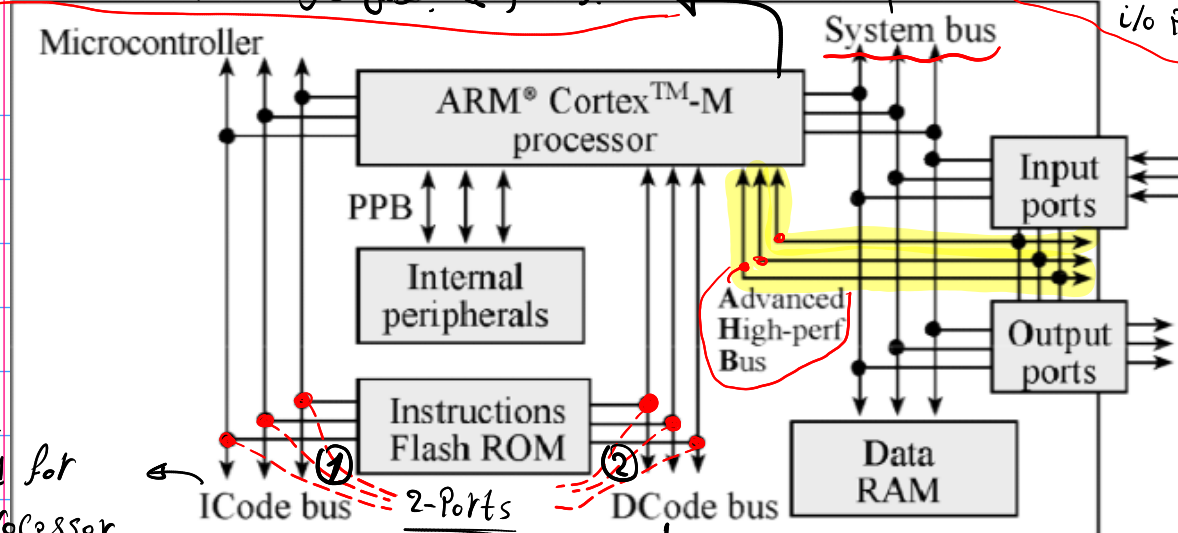 i/o
Microcontroller
System bus
ARM® Cortex™-M
processor
Input
ports
PPB
Internal
peripherals
Advanced
High-perf
Bus
Output
ports
Instructions
Flash ROM
Data
RAM
1
2
for
ICode bus
2-Ports
DCode bus